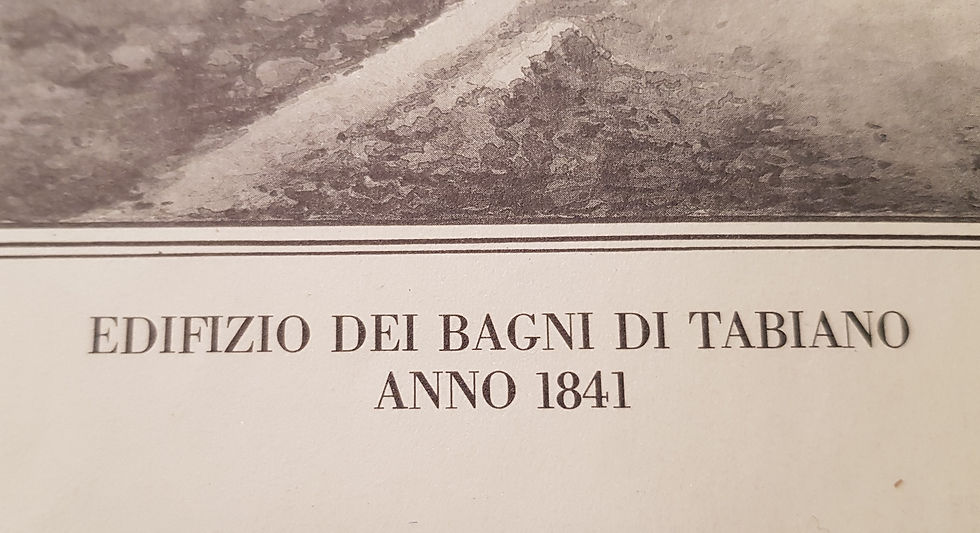 EDIFIZIO DEI BAGNI DI TABIANO
ANNO 1841